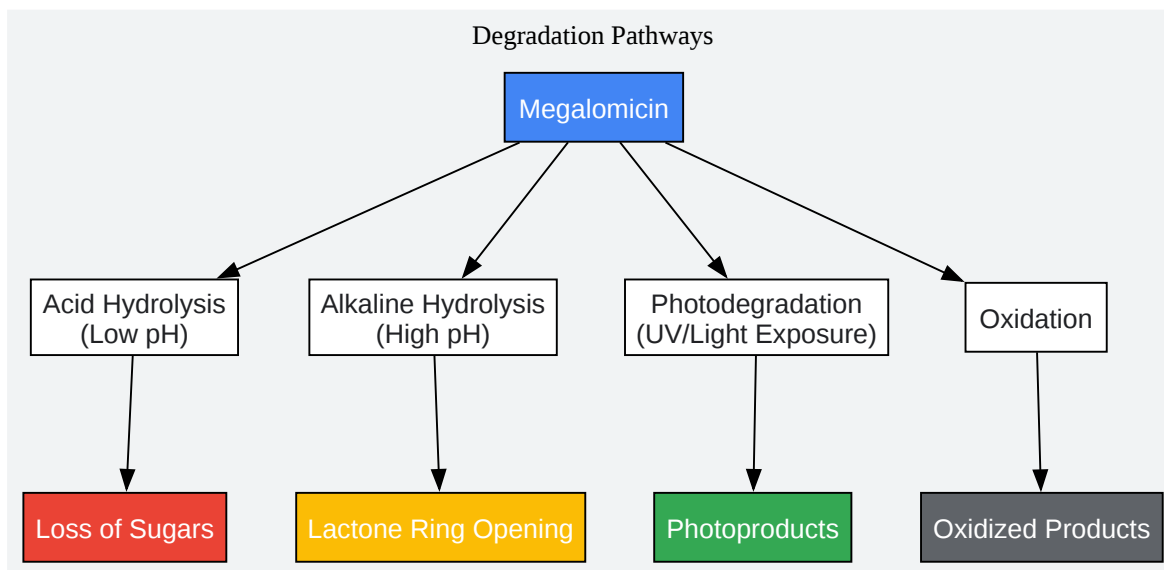 Degradation Pathways
Megalomicin
Acid Hydrolysis
(Low pH)
Alkaline Hydrolysis
(High pH)
Photodegradation
(UV/Light Exposure)
Oxidation
Loss of Sugars
Lactone Ring Opening
Photoproducts
Oxidized Products